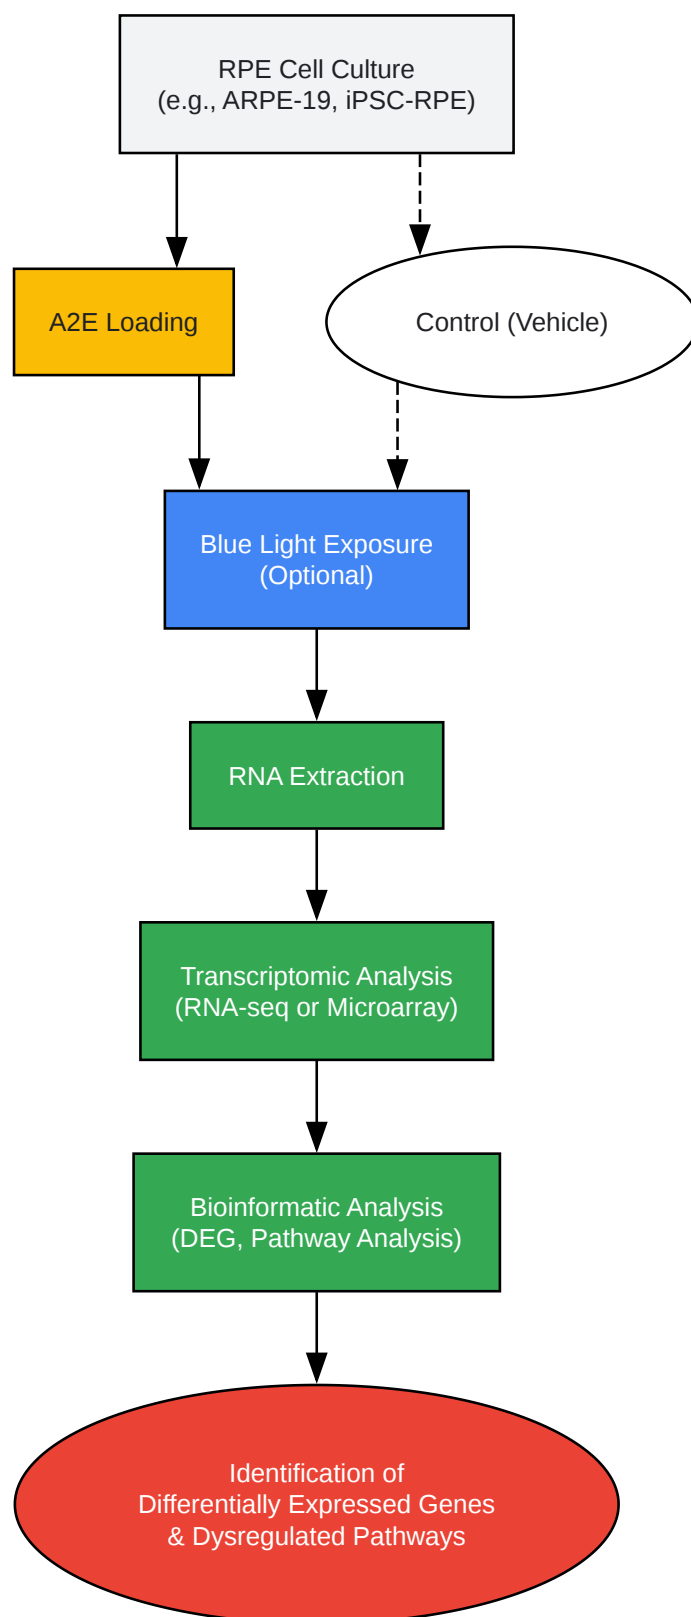 RPE Cell Culture
(e.g., ARPE-19, iPSC-RPE)
A2E Loading
Control (Vehicle)
Blue Light Exposure
(Optional)
RNA Extraction
Transcriptomic Analysis
(RNA-seq or Microarray)
Bioinformatic Analysis
(DEG, Pathway Analysis)
Identification of
Differentially Expressed Genes
& Dysregulated Pathways